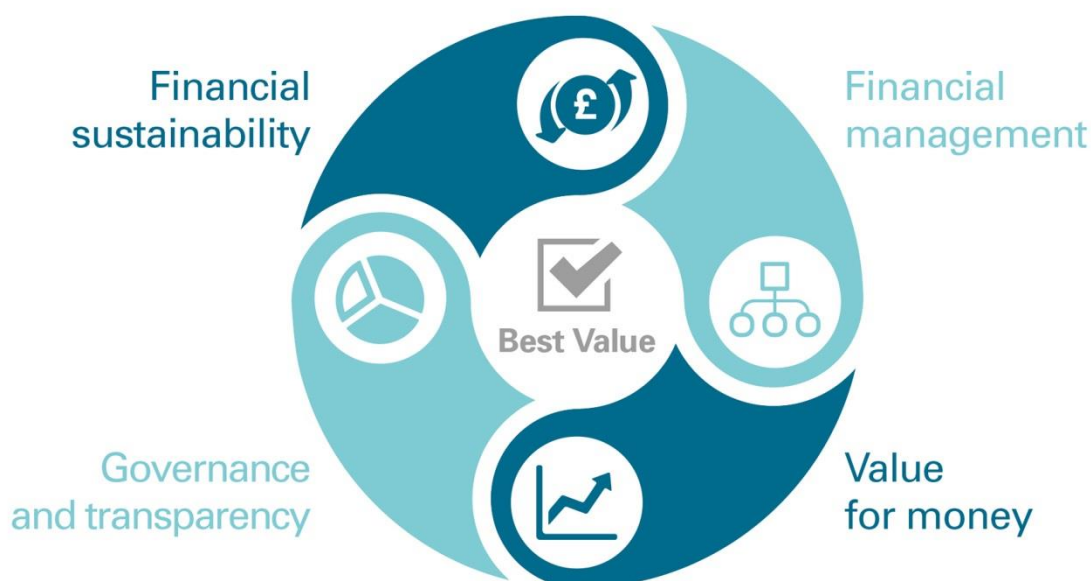 Financial
sustainability
£
Financial
management
Best Value
Governance
and transparency
Value
for money